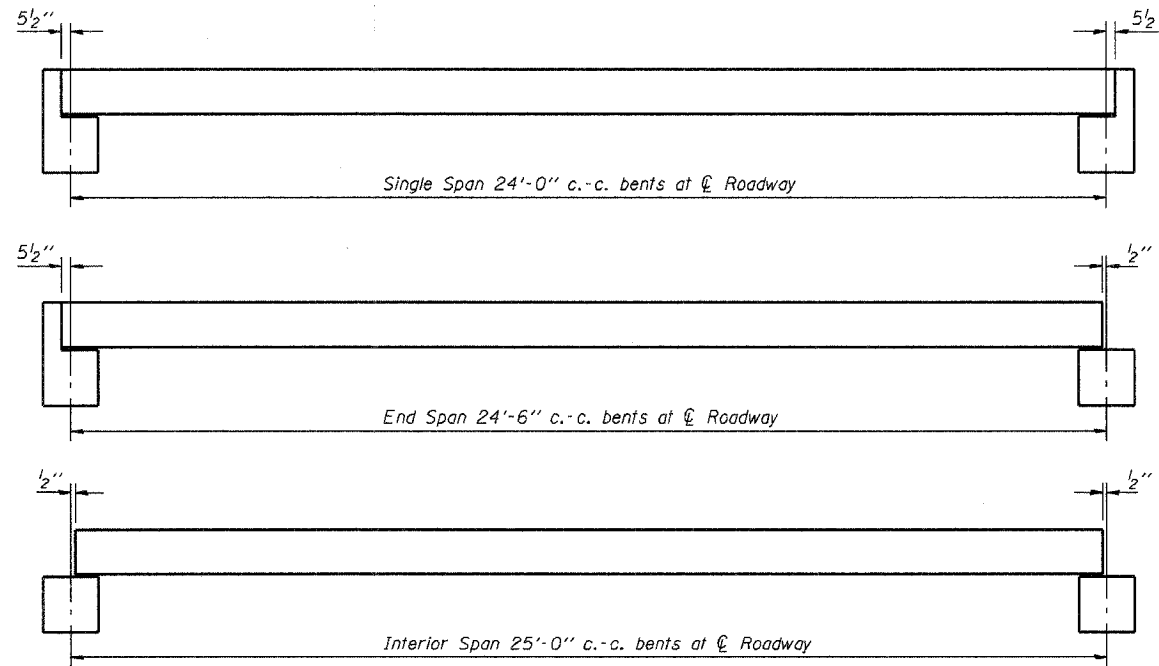 5½" 5½
Single Span 24'-0" c.-c. bents at ℄ Roadway
5½" ½"
End Span 24'-6" c.-c. bents at ℄ Roadway
½" ½"
Interior Span 25'-0" c.-c. bents at ℄ Roadway